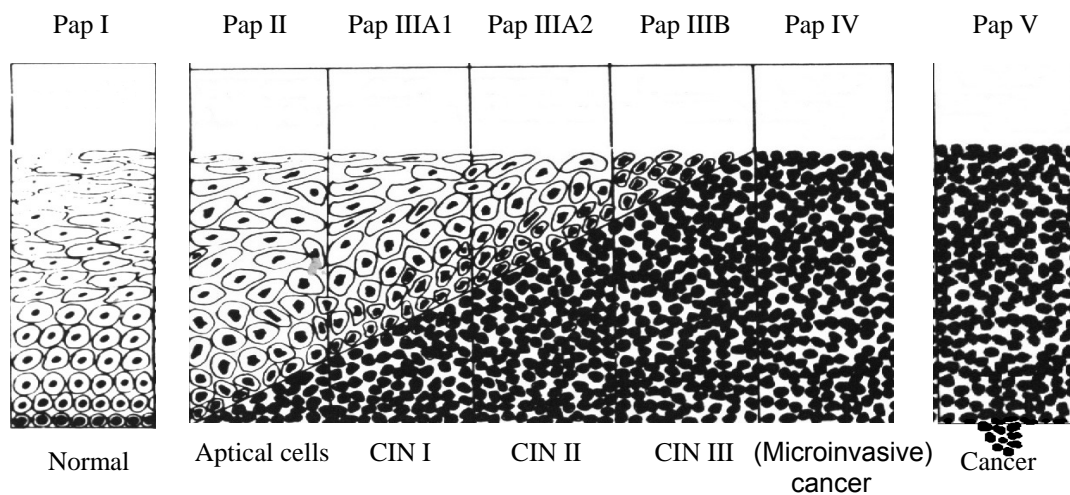 Pap I Pap II Pap IIIA1 Pap IIIA2 Pap IIIB Pap IV Pap V
Normal Aptical cells CIN I CIN II CIN III (Microinvasive) cancer Cancer